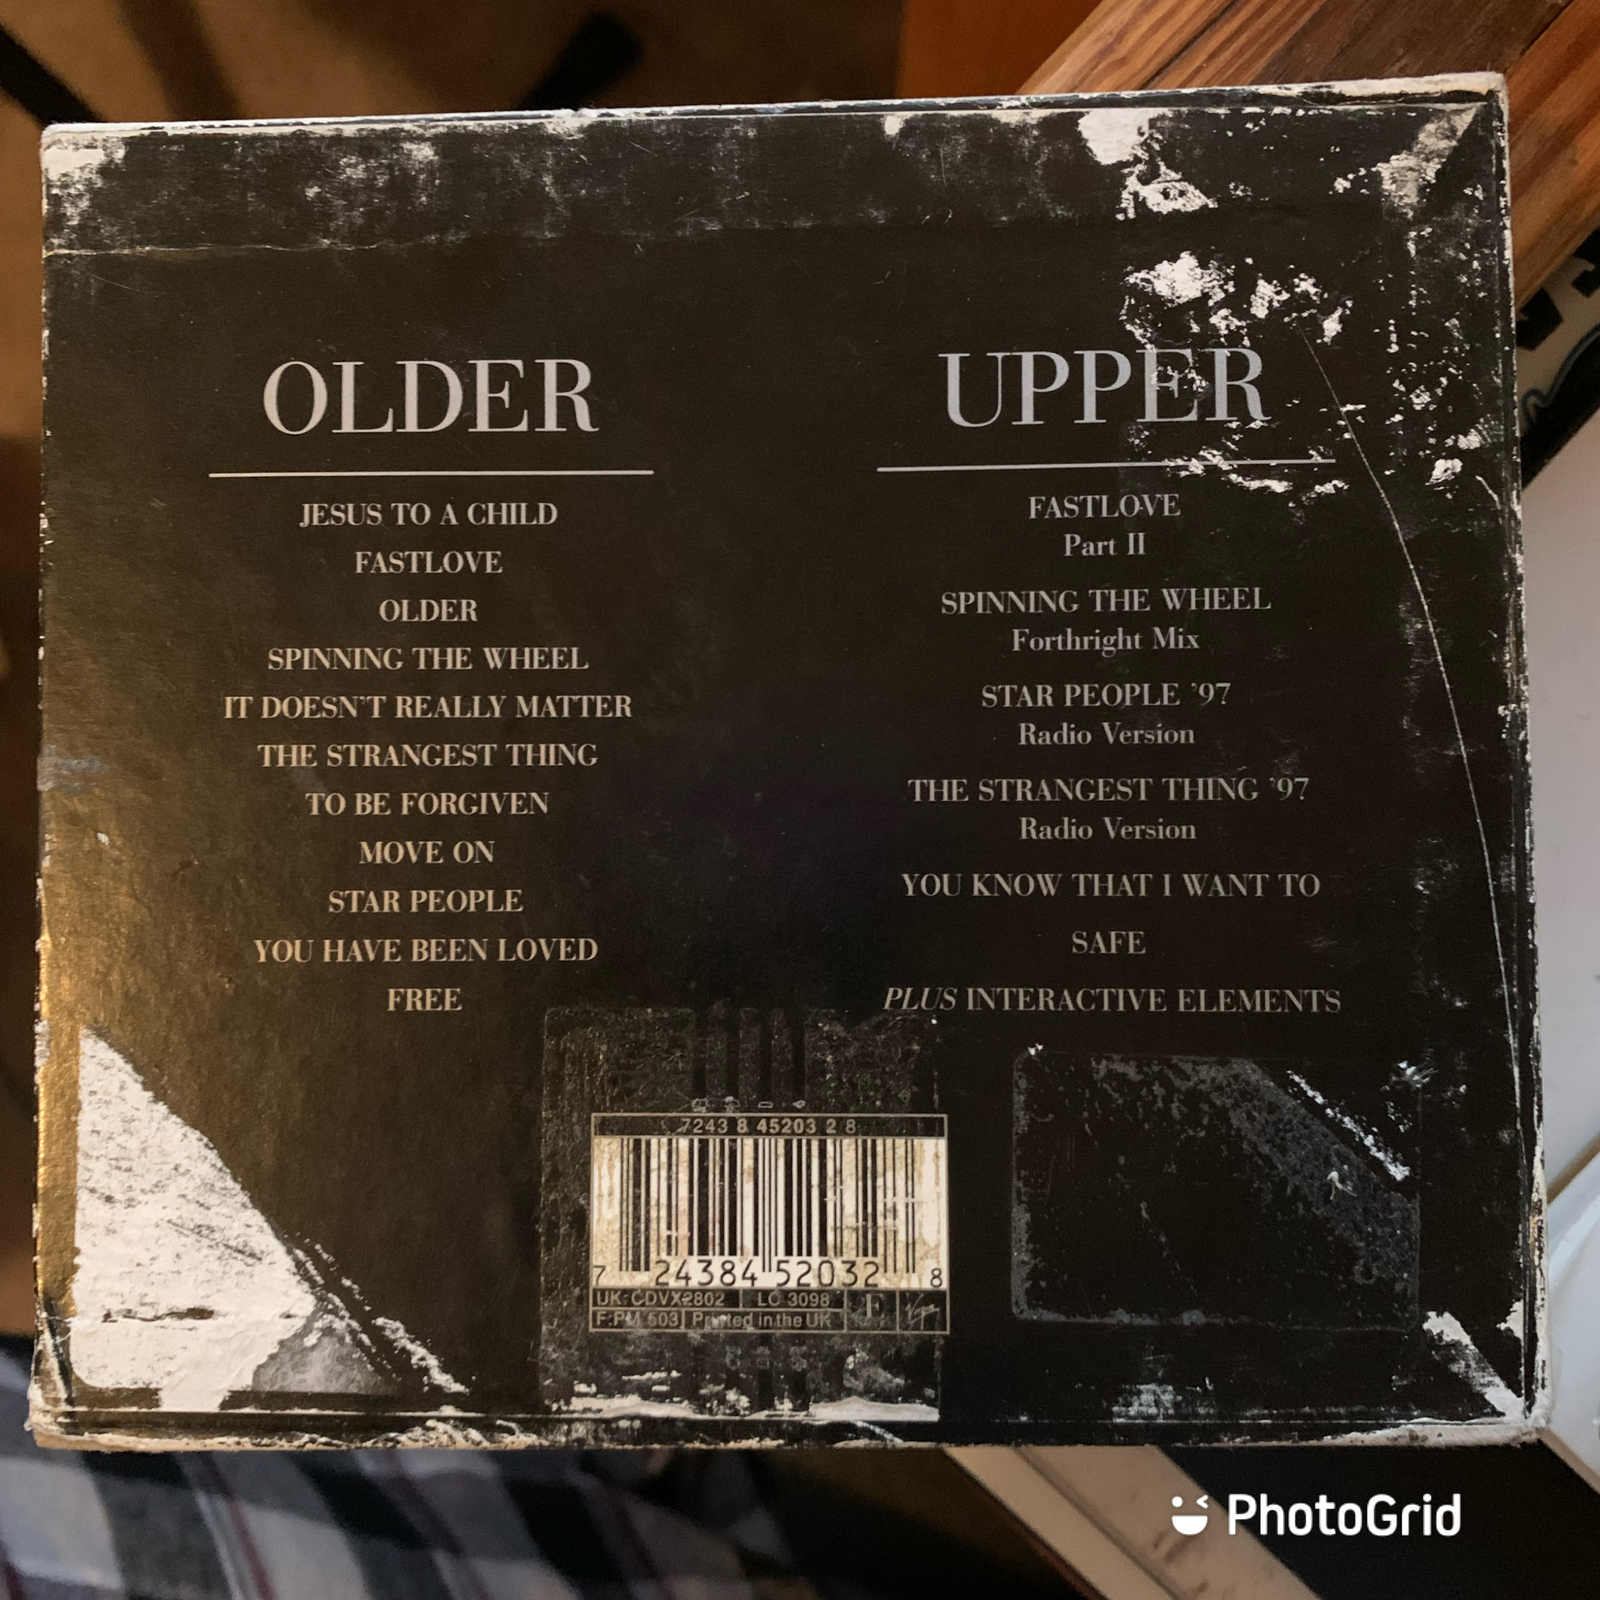 OLDER
JESUS TO A CHILD
FASTLOVE
OLDER
SPINNING THE WHEEL
IT DOESN'T REALLY MATTER
THE STRANGEST THING
TO BE FORGIVEN
MOVE ON
STAR PEOPLE
YOU HAVE BEEN LOVED
FREE
UPPER
FASTLOVE
Part II
SPINNING THE WHEEL
Forthright Mix
STAR PEOPLE '97
Radio Version
THE STRANGEST THING '97
Radio Version
YOU KNOW THAT I WANT TO
SAFE
PLUS INTERACTIVE ELEMENTS
7243 8 45203 2 8
7 24384 52032 8
UK: CDVX2802 LC 3098
F:PM 503 Printed in the UK
Virgin
PhotoGrid